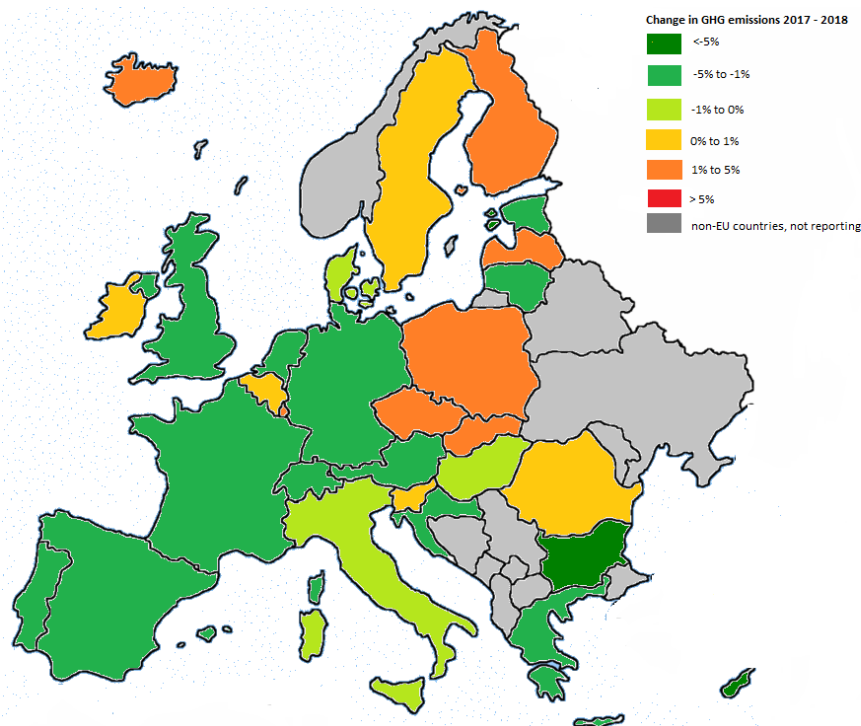 Change in GHG emissions 2017 - 2018
<-5%
-5% to -1%
-1% to 0%
0% to 1%
1% to 5%
> 5%
non-EU countries, not reporting